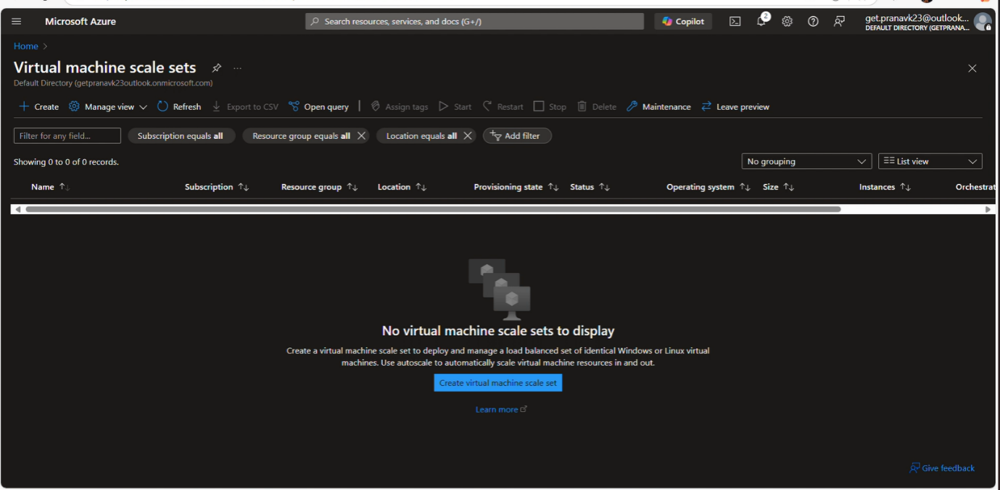 Microsoft Azure
Search resources, services, and docs (G+/)
Copilot
2
get.pranavk23@outlook...
DEFAULT DIRECTORY (GETPRANA...
Home >
Virtual machine scale sets
Default Directory (getpranavk23outlook.onmicrosoft.com)
Create Manage view Refresh Export to CSV Open query Assign tags Start Restart Stop Delete Maintenance Leave preview
Filter for any field... Subscription equals all Resource group equals all Location equals all Add filter
Showing 0 to 0 of 0 records. No grouping List view
Name Subscription Resource group Location Provisioning state Status Operating system Size Instances Orchestrat
No virtual machine scale sets to display
Create a virtual machine scale set to deploy and manage a load balanced set of identical Windows or Linux virtual
machines. Use autoscale to automatically scale virtual machine resources in and out.
Create virtual machine scale set
Learn more
Give feedback